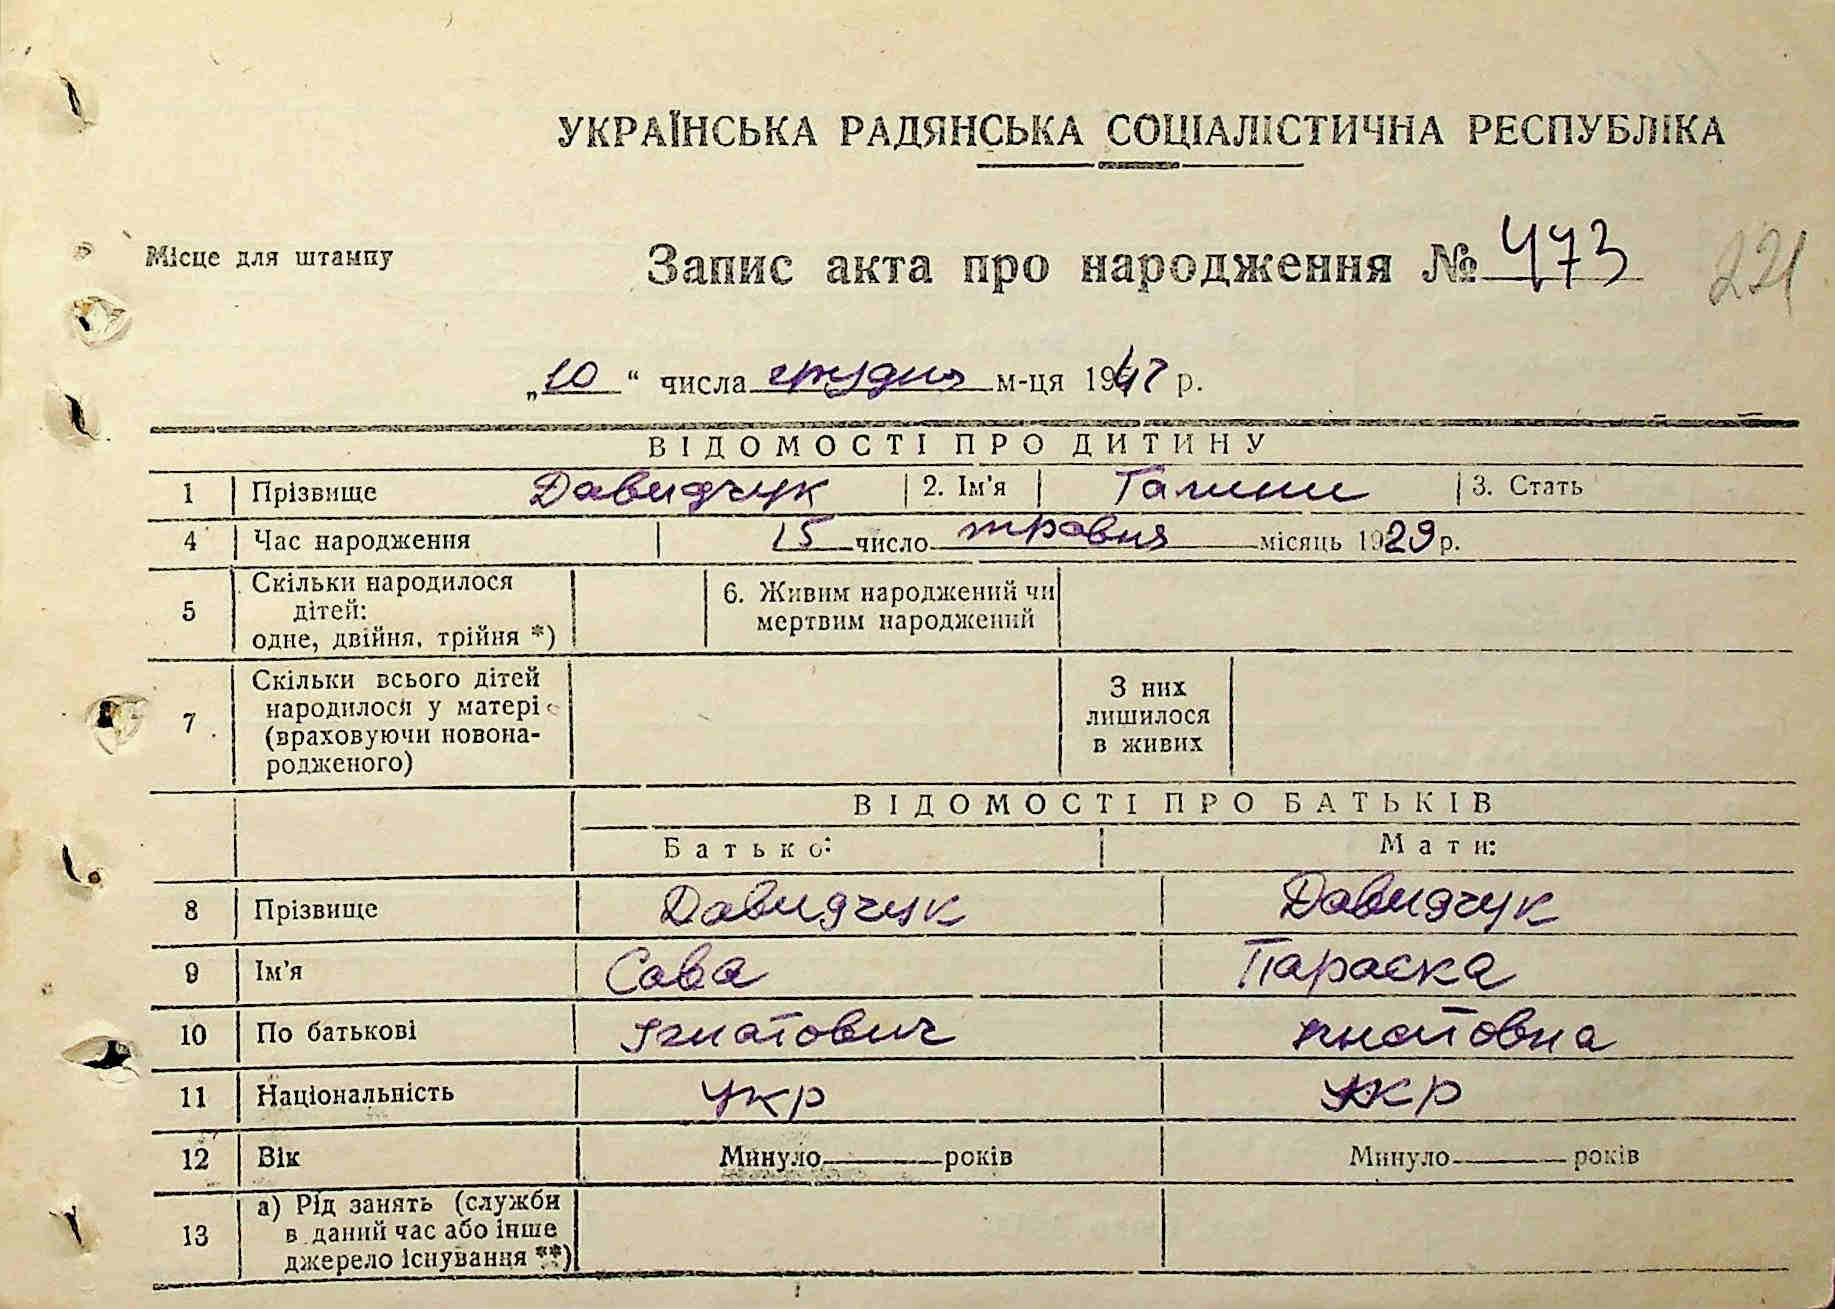 УКРАЇНСЬКА РАДЯНСЬКА СОЦІАЛІСТИЧНА РЕСПУБЛІКА
Місце для штампу
Запис акта про народження № 473
221
„10“ числа грудня м-ця 1947 р.
ВІДОМОСТІ ПРО ДИТИНУ
1 Прізвище Давидчук 2. Ім'я Галини 3. Стать
4 Час народження 15 число травня місяць 1929 р.
5 Скільки народилося дітей: одне, двійня, трійня *) 6. Живим народжений чи мертвим народжений
7 Скільки всього дітей народилося у матері (враховуючи новонародженого) З них лишилося в живих
ВІДОМОСТІ ПРО БАТЬКІВ
Батько: Мати:
8 Прізвище Давидчук Давидчук
9 Ім'я Сава Параска
10 По батькові Ігнатович
11 Національність укр укр
12 Вік Минуло років Минуло років
13 а) Рід занять (служби в даний час або інше джерело існування **)